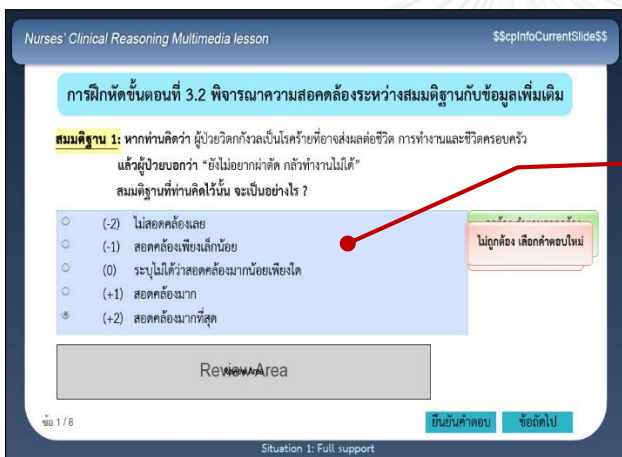 Nurses' Clinical Reasoning Multimedia lesson
$$cpInfoCurrentSlide$$
การฝึกหัดขั้นตอนที่ 3.2 พิจารณาความสอดคล้องระหว่างสมมติฐานกับข้อมูลเพิ่มเติม
สมมติฐาน 1: หากท่านคิดว่า ผู้ป่วยวิตกกังวลเป็นโรคร้ายที่อาจส่งผลต่อชีวิต การทำงานและชีวิตครอบครัว
แล้วผู้ป่วยบอกว่า “ยังไม่อยากผ่าตัด กลัวทำงานไม่ได้”
สมมติฐานที่ท่านคิดไว้นั้น จะเป็นอย่างไร ?
(-2) ไม่สอดคล้องเลย
(-1) สอดคล้องเพียงเล็กน้อย
(0) ระบุไม่ได้ว่าสอดคล้องมากน้อยเพียงใด
(+1) สอดคล้องมาก
(+2) สอดคล้องมากที่สุด
ไม่ถูกต้อง เลือกคำตอบใหม่
Review Area
ข้อ 1 / 8
ยืนยันคำตอบ
ข้อถัดไป
Situation 1: Full support